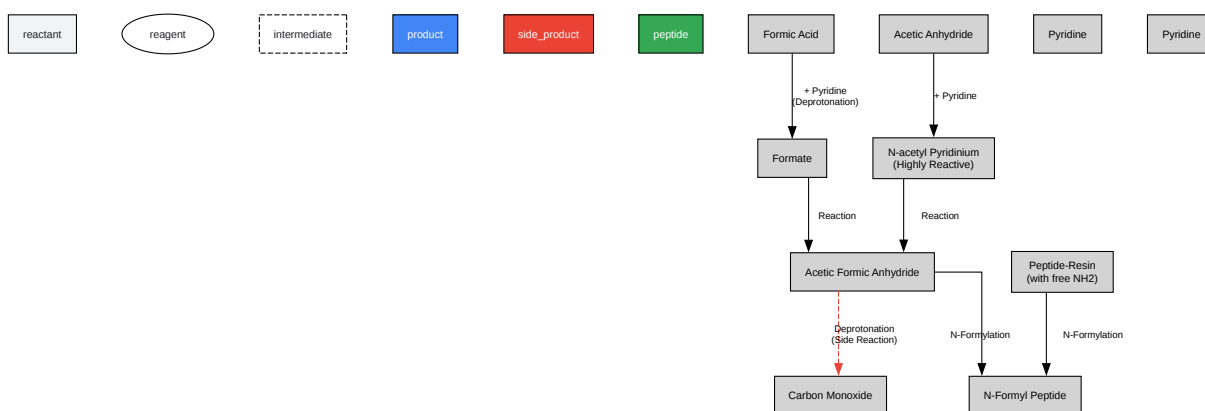 reactant
reagent
intermediate
product
side_product
peptide
Formic Acid
Acetic Anhydride
Pyridine
Pyridine
+ Pyridine
(Deprotonation)
+ Pyridine
Formate
N-acetyl Pyridinium
(Highly Reactive)
Reaction
Reaction
Acetic Formic Anhydride
Peptide-Resin
(with free NH2)
Deprotonation
(Side Reaction)
N-Formylation
N-Formylation
Carbon Monoxide
N-Formyl Peptide